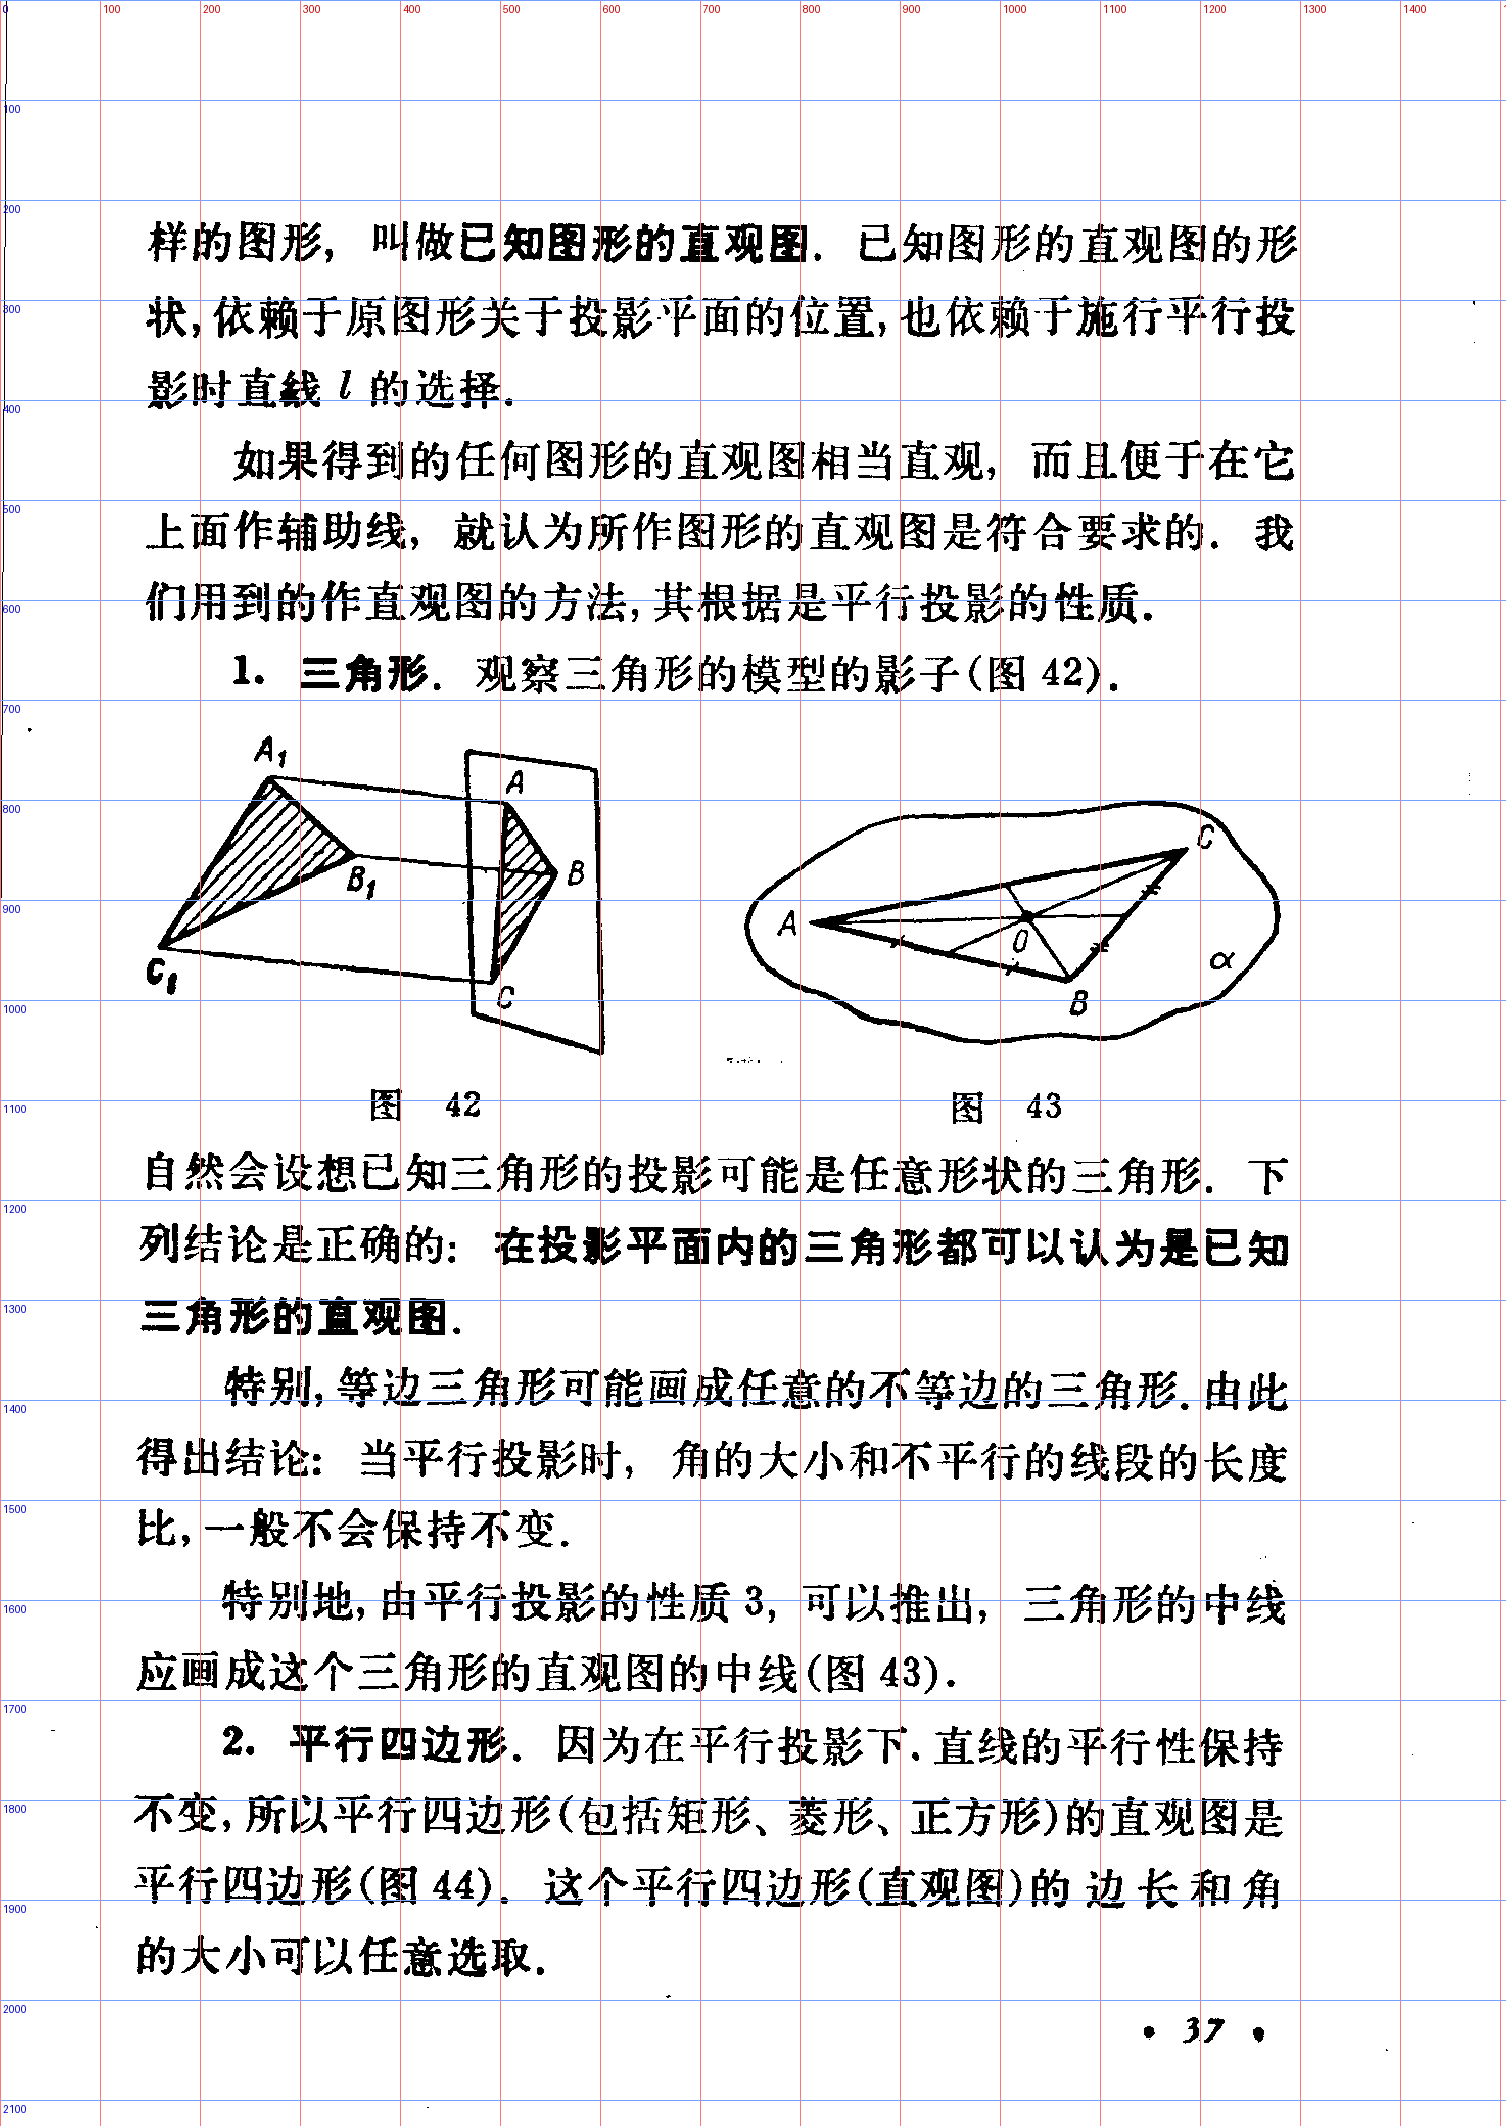 样的图形，叫做已知图形的直观图．已知图形的直观图的形
状，依赖于原图形关于投影平面的位置，也依赖于施行平行投
影时直线 l 的选择．
如果得到的任何图形的直观图相当直观，而且便于在它
上面作辅助线，就认为所作图形的直观图是符合要求的．我
们用到的作直观图的方法，其根据是平行投影的性质．
1．三角形．观察三角形的模型的影子(图 42)．
A₁
A
B₁
B
C₁
C
C
A
O
B
α
图 42
图 43
自然会设想已知三角形的投影可能是任意形状的三角形．下
列结论是正确的：在投影平面内的三角形都可以认为是已知
三角形的直观图．
特别，等边三角形可能画成任意的不等边的三角形．由此
得出结论：当平行投影时，角的大小和不平行的线段的长度
比，一般不会保持不变．
特别地，由平行投影的性质 3，可以推出，三角形的中线
应画成这个三角形的直观图的中线(图 43)．
2．平行四边形．因为在平行投影下．直线的平行性保持
不变，所以平行四边形(包括矩形、菱形、正方形)的直观图是
平行四边形(图 44)．这个平行四边形(直观图)的边长和角
的大小可以任意选取．
• 37 •